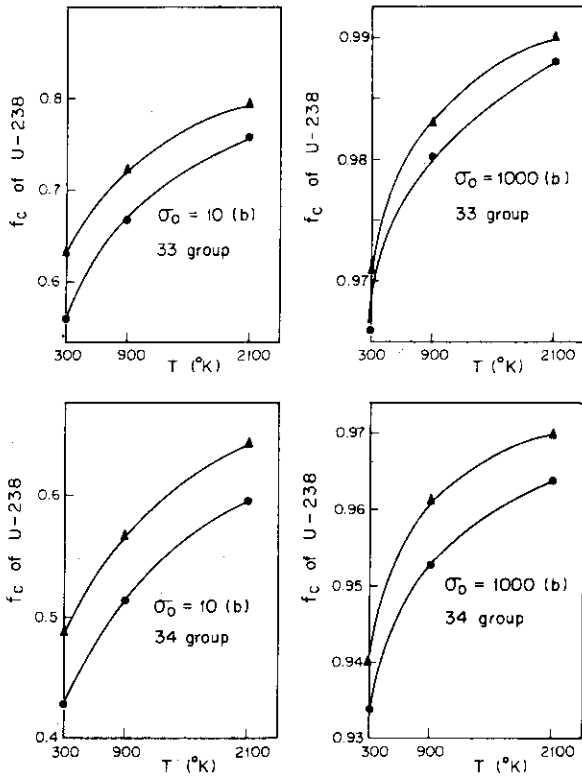 f_c of U-238
0.8
0.7
0.6
σ₀ = 10 (b)
33 group
300 900 2100
T (°K)
f_c of U-238
0.99
0.98
0.97
σ₀ = 1000 (b)
33 group
300 900 2100
T (°K)
f_c of U-238
0.6
0.5
0.4
σ₀ = 10 (b)
34 group
300 900 2100
T (°K)
f_c of U-238
0.97
0.96
0.95
0.94
0.93
σ₀ = 1000 (b)
34 group
300 900 2100
T (°K)